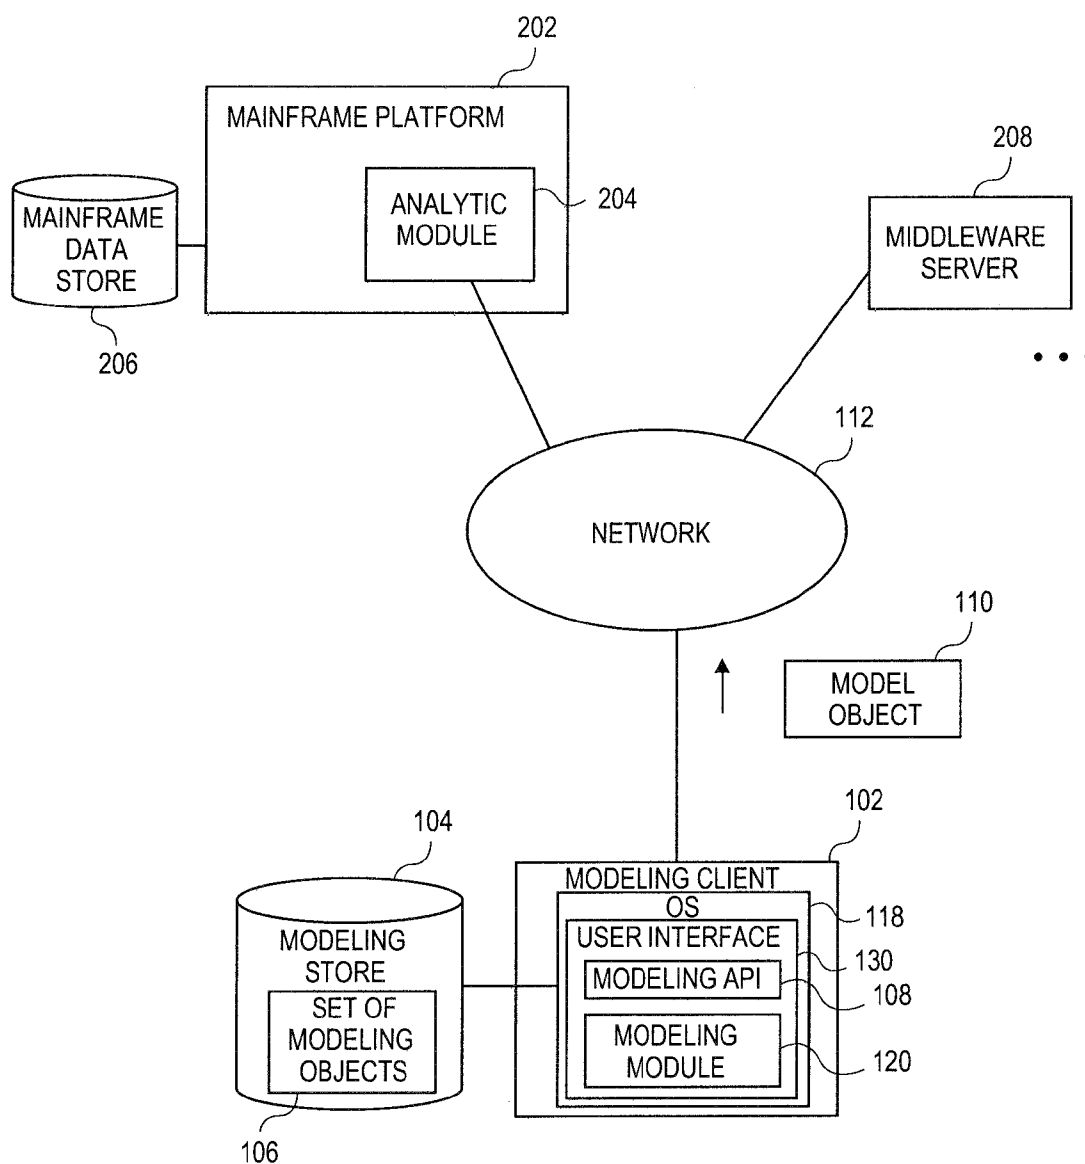 202
MAINFRAME PLATFORM
208
ANALYTIC
MODULE
204
MAINFRAME
DATA
STORE
MIDDLEWARE
SERVER
206
112
NETWORK
110
MODEL
OBJECT
102
104
MODELING CLIENT
OS
118
USER INTERFACE
130
MODELING API
108
MODELING
MODULE
120
MODELING
STORE
SET OF
MODELING
OBJECTS
106